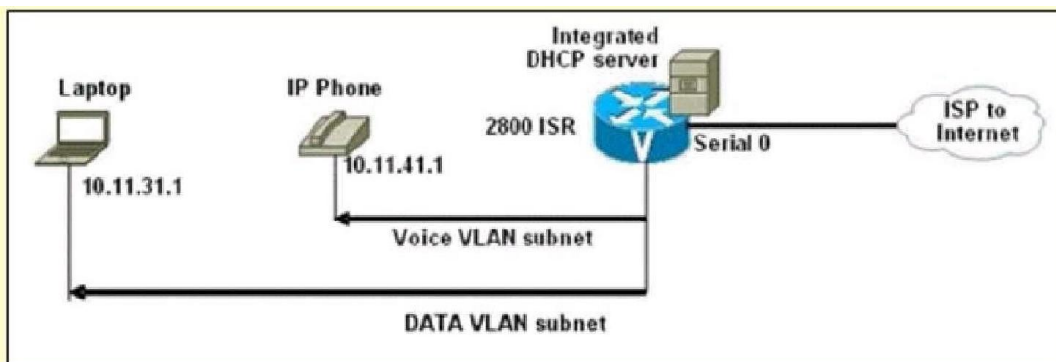 Integrated
DHCP server
Laptop
IP Phone
2800 ISR
Serial 0
ISP to
Internet
10.11.31.1
10.11.41.1
Voice VLAN subnet
DATA VLAN subnet